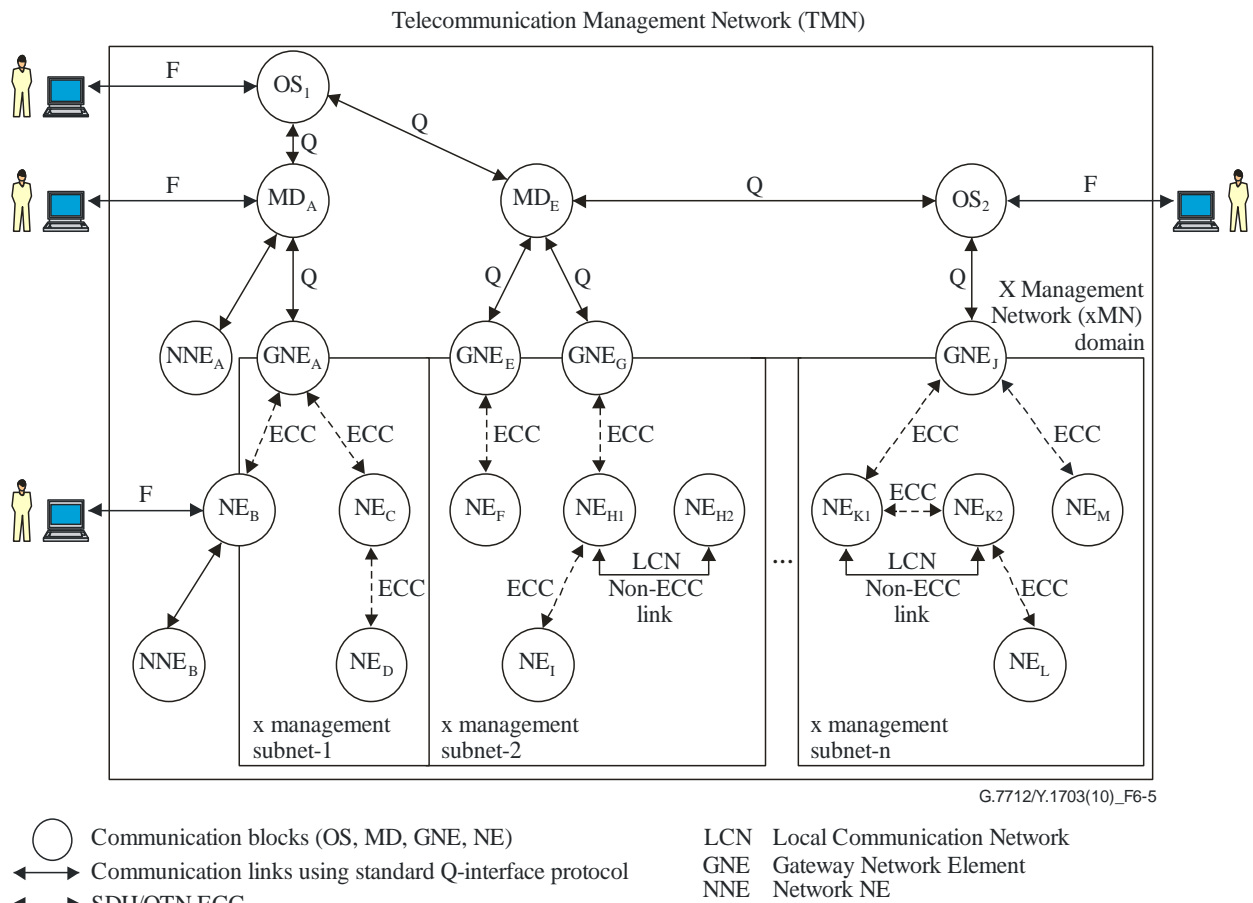 Telecommunication Management Network (TMN)
F
OS1
Q
Q
F
MDA
MDE
Q
OS2
F
Q
Q
Q
Q
X Management
Network (xMN)
domain
NNEA
GNEA
GNEE
GNEG
GNEJ
ECC
ECC
ECC
ECC
ECC
ECC
F
NEB
NEC
NEF
NEH1
NEH2
NEK1
ECC
NEK2
NEM
ECC
ECC
LCN
Non-ECC
link
...
LCN
Non-ECC
link
ECC
NNEB
NED
NEI
NEL
x management
subnet-1
x management
subnet-2
x management
subnet-n
G.7712/Y.1703(10)_F6-5
Communication blocks (OS, MD, GNE, NE)
Communication links using standard Q-interface protocol
SDH/OTN ECC
LCN Local Communication Network
GNE Gateway Network Element
NNE Network NE